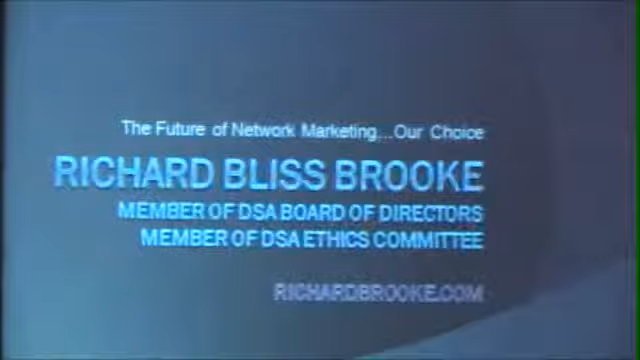 The Future of Network Marketing...Our Choice
RICHARD BLISS BROOKE
MEMBER OF DSA BOARD OF DIRECTORS
MEMBER OF DSA ETHICS COMMITTEE
RICHARDBROOKE.COM